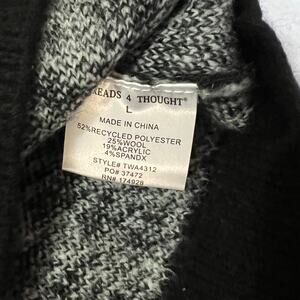 READS 4 THOUGHT®
L
MADE IN CHINA
52%RECYCLED POLYESTER
25%WOOL
19%ACRYLIC
4%SPANDX
STYLE# TWA4312
PO# 37472
RN# 174929